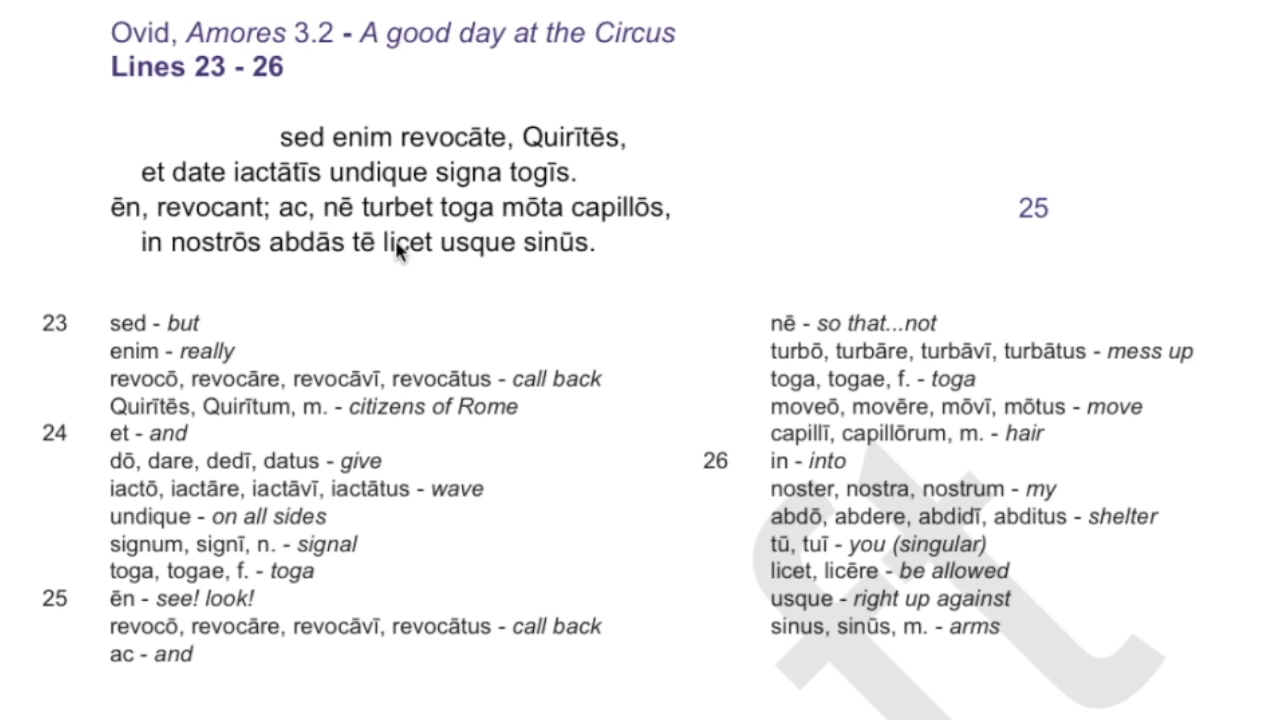 Ovid, Amores 3.2 - A good day at the Circus
Lines 23 - 26
sed enim revocāte, Quirītēs,
et date iactātīs undique signa togīs.
ēn, revocant; ac, nē turbet toga mōta capillōs,
25
in nostrōs abdās tē licet usque sinūs.
23 sed - but
enim - really
revocō, revocāre, revocāvī, revocātus - call back
Quirītēs, Quirītum, m. - citizens of Rome
24 et - and
dō, dare, dedī, datus - give
iactō, iactāre, iactāvī, iactātus - wave
undique - on all sides
signum, signī, n. - signal
toga, togae, f. - toga
25 ēn - see! look!
revocō, revocāre, revocāvī, revocātus - call back
ac - and
nē - so that...not
turbō, turbāre, turbāvī, turbātus - mess up
toga, togae, f. - toga
moveō, movēre, mōvī, mōtus - move
capillī, capillōrum, m. - hair
26 in - into
noster, nostra, nostrum - my
abdō, abdere, abdidī, abditus - shelter
tū, tuī - you (singular)
licet, licēre - be allowed
usque - right up against
sinus, sinūs, m. - arms
ft